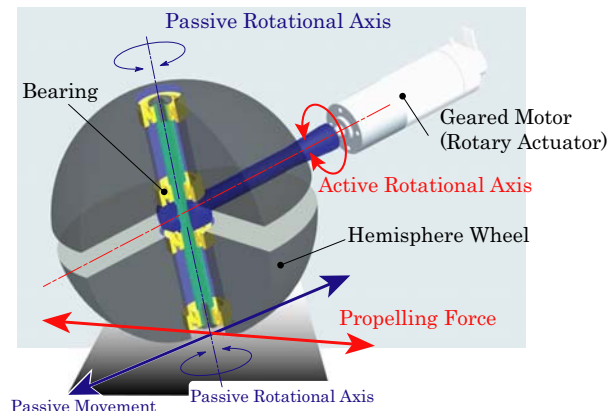 Passive Rotational Axis
Bearing
Geared Motor
(Rotary Actuator)
Active Rotational Axis
Hemisphere Wheel
Propelling Force
Passive Movement
Passive Rotational Axis